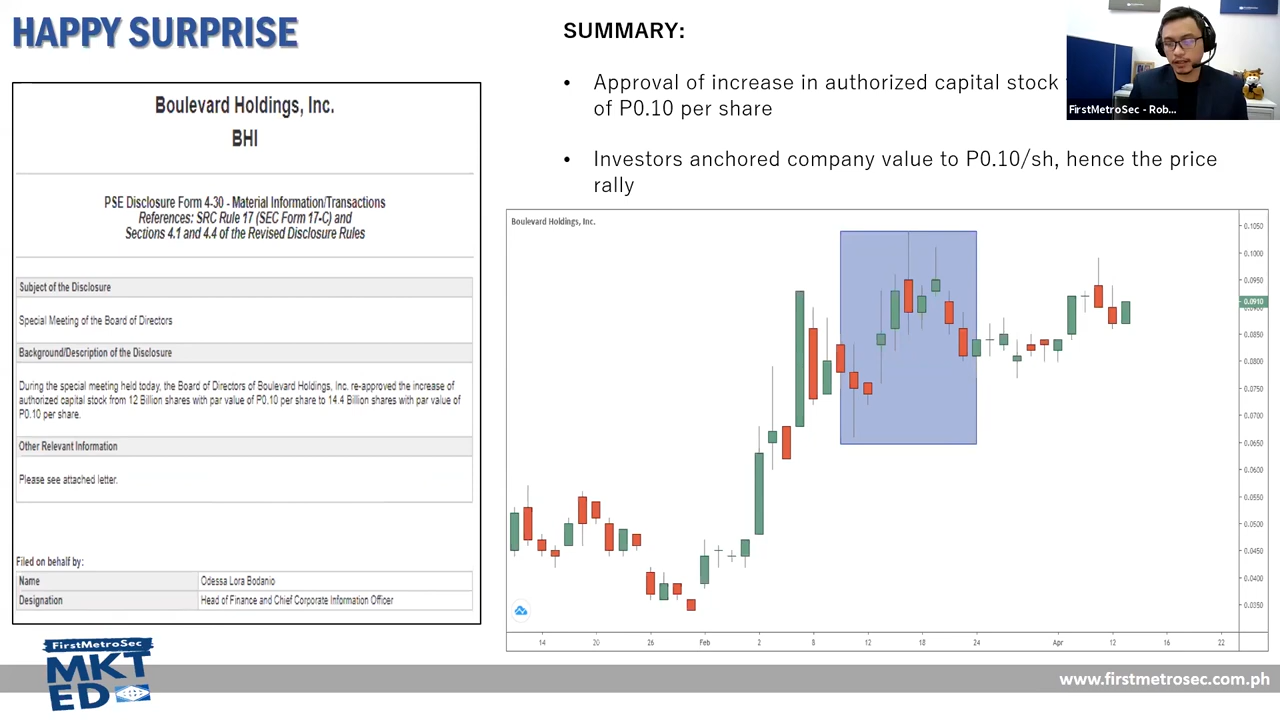 HAPPY SURPRISE
Boulevard Holdings, Inc.
BHI
PSE Disclosure Form 4-30 - Material Information/Transactions
References: SRC Rule 17 (SEC Form 17-C) and
Sections 4.1 and 4.4 of the Revised Disclosure Rules
Subject of the Disclosure
Special Meeting of the Board of Directors
Background/Description of the Disclosure
During the special meeting held today, the Board of Directors of Boulevard Holdings, Inc. re-approved the increase of
authorized capital stock from 12 Billion shares with par value of P0.10 per share to 14.4 Billion shares with par value of
P0.10 per share.
Other Relevant Information
Please see attached letter.
Filed on behalf by:
Name Odessa Lora Bodanio
Designation Head of Finance and Chief Corporate Information Officer
SUMMARY:
• Approval of increase in authorized capital stock
of P0.10 per share
• Investors anchored company value to P0.10/sh, hence the price
rally
FirstMetroSec - Rob...
Boulevard Holdings, Inc.
0.1050
0.1000
0.0950
0.0910
0.0850
0.0800
0.0750
0.0700
0.0650
0.0600
0.0550
0.0500
0.0450
0.0400
0.0350
14 20 26 Feb 2 8 12 18 24 Apr 12 16 22
FirstMetroSec
MKT
ED
www.firstmetrosec.com.ph